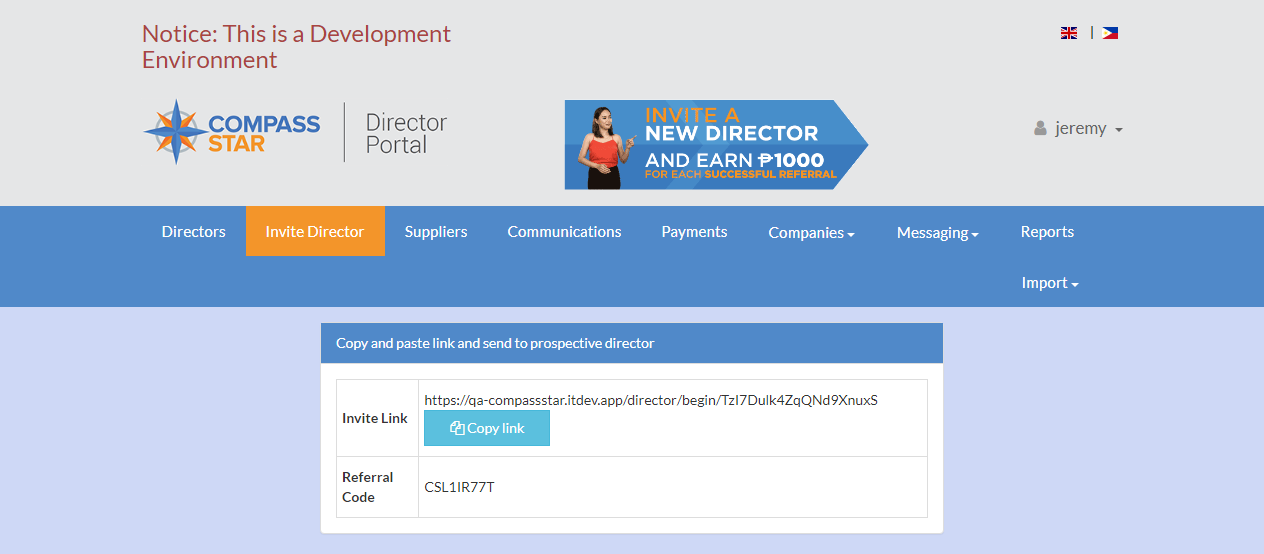 Notice: This is a Development
Environment
COMPASS
STAR
Director
Portal
INVITE A
NEW DIRECTOR
AND EARN ₱1000
FOR EACH SUCCESSFUL REFERRAL
jeremy
Directors Invite Director Suppliers Communications Payments Companies Messaging Reports
Import
Copy and paste link and send to prospective director
Invite Link
https://qa-compassstar.itdev.app/director/begin/TzI7Dulk4ZqQNd9XnuxS
Copy link
Referral
Code
CSL1IR77T